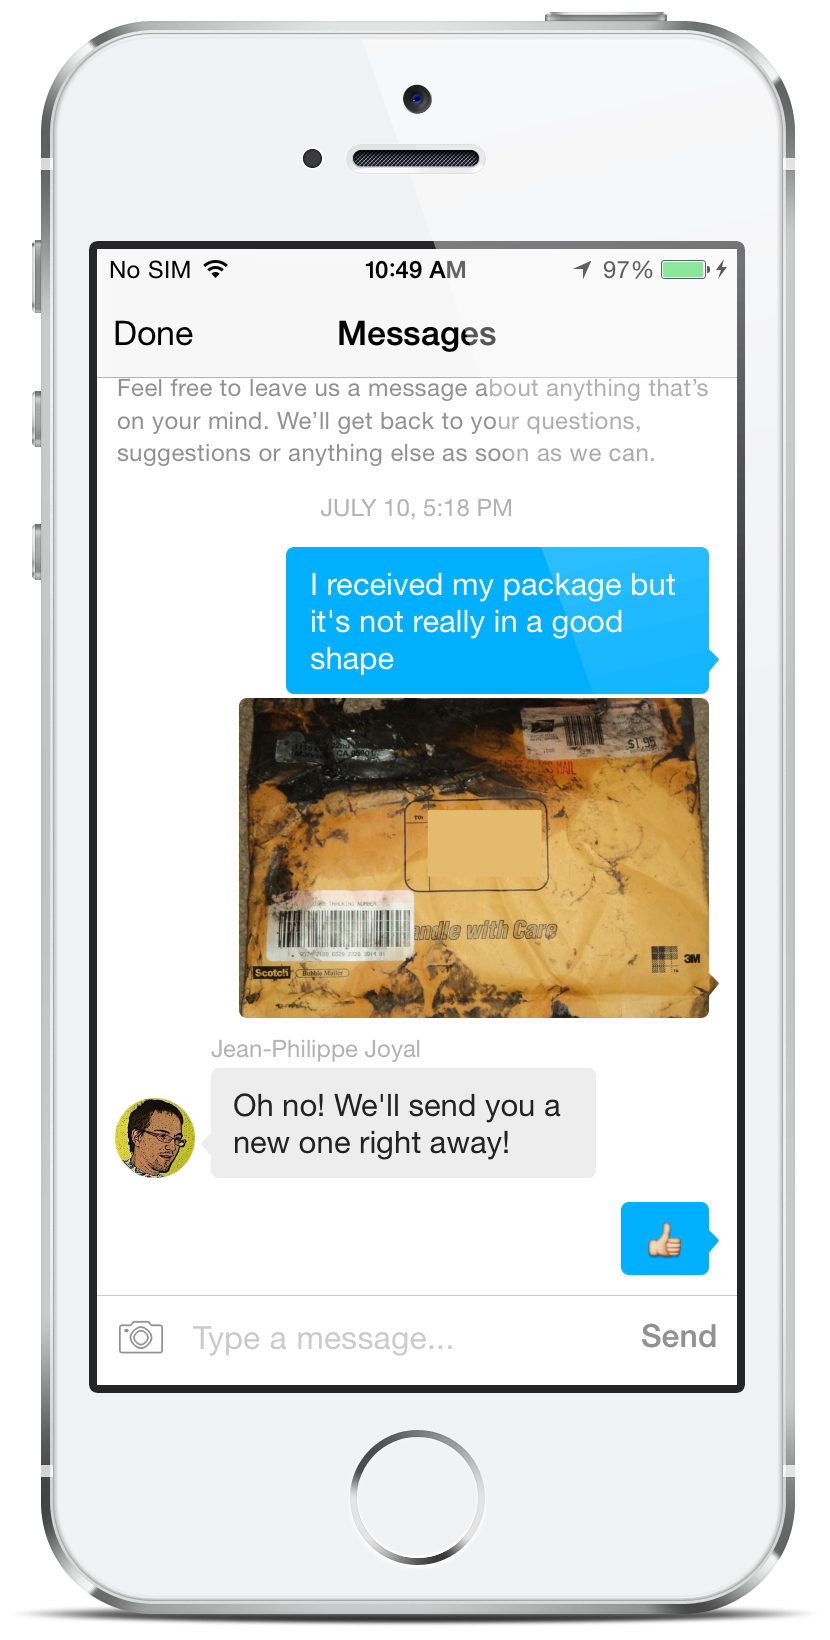 No SIM 10:49 AM 97%
Done Messages
Feel free to leave us a message about anything that's
on your mind. We'll get back to your questions,
suggestions or anything else as soon as we can.
JULY 10, 5:18 PM
I received my package but
it's not really in a good
shape
$1.95
MAIL
TO:
TRACKING NUMBER
andle with Care
3M
Scotch Bubble Mailer
Jean-Philippe Joyal
Oh no! We'll send you a
new one right away!
👍
Type a message... Send